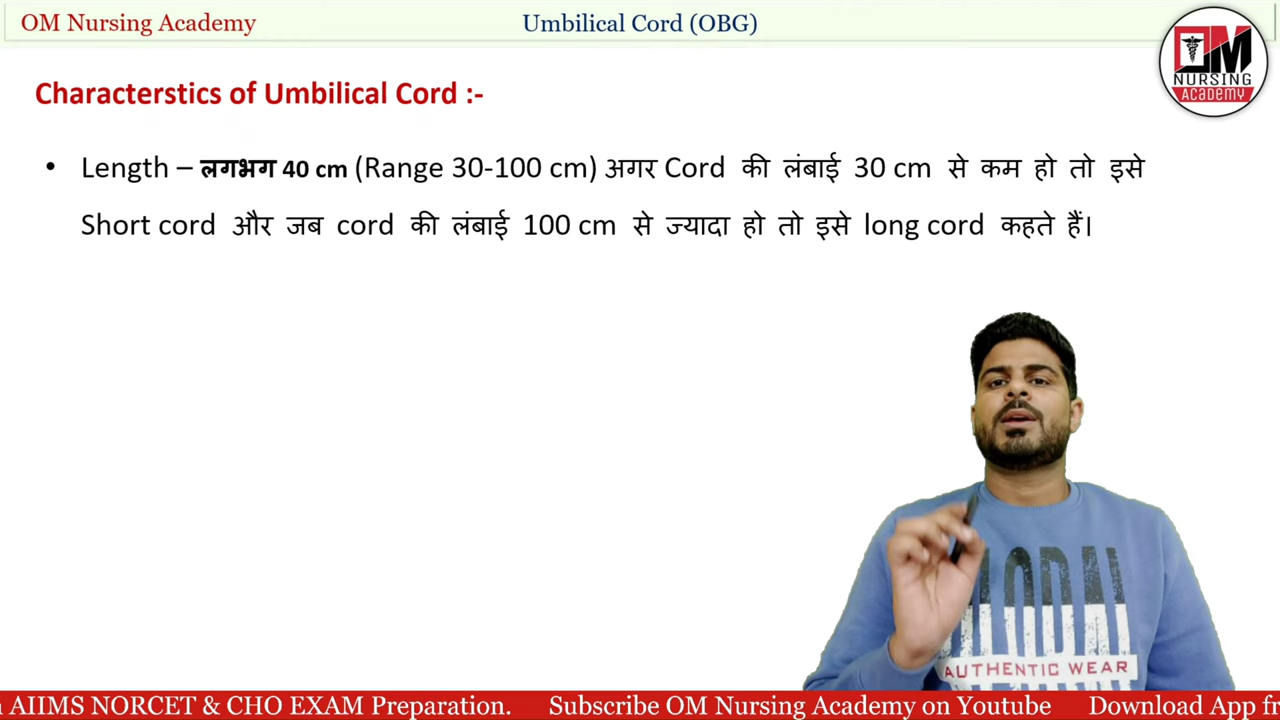 OM Nursing Academy
Umbilical Cord (OBG)
OM
NURSING
ACADEMY
Characterstics of Umbilical Cord :-
• Length – लगभग 40 cm (Range 30-100 cm) अगर Cord की लंबाई 30 cm से कम हो तो इसे
Short cord और जब cord की लंबाई 100 cm से ज्यादा हो तो इसे long cord कहते हैं।
AUTHENTIC WEAR
AIIMS NORCET & CHO EXAM Preparation. Subscribe OM Nursing Academy on Youtube Download App